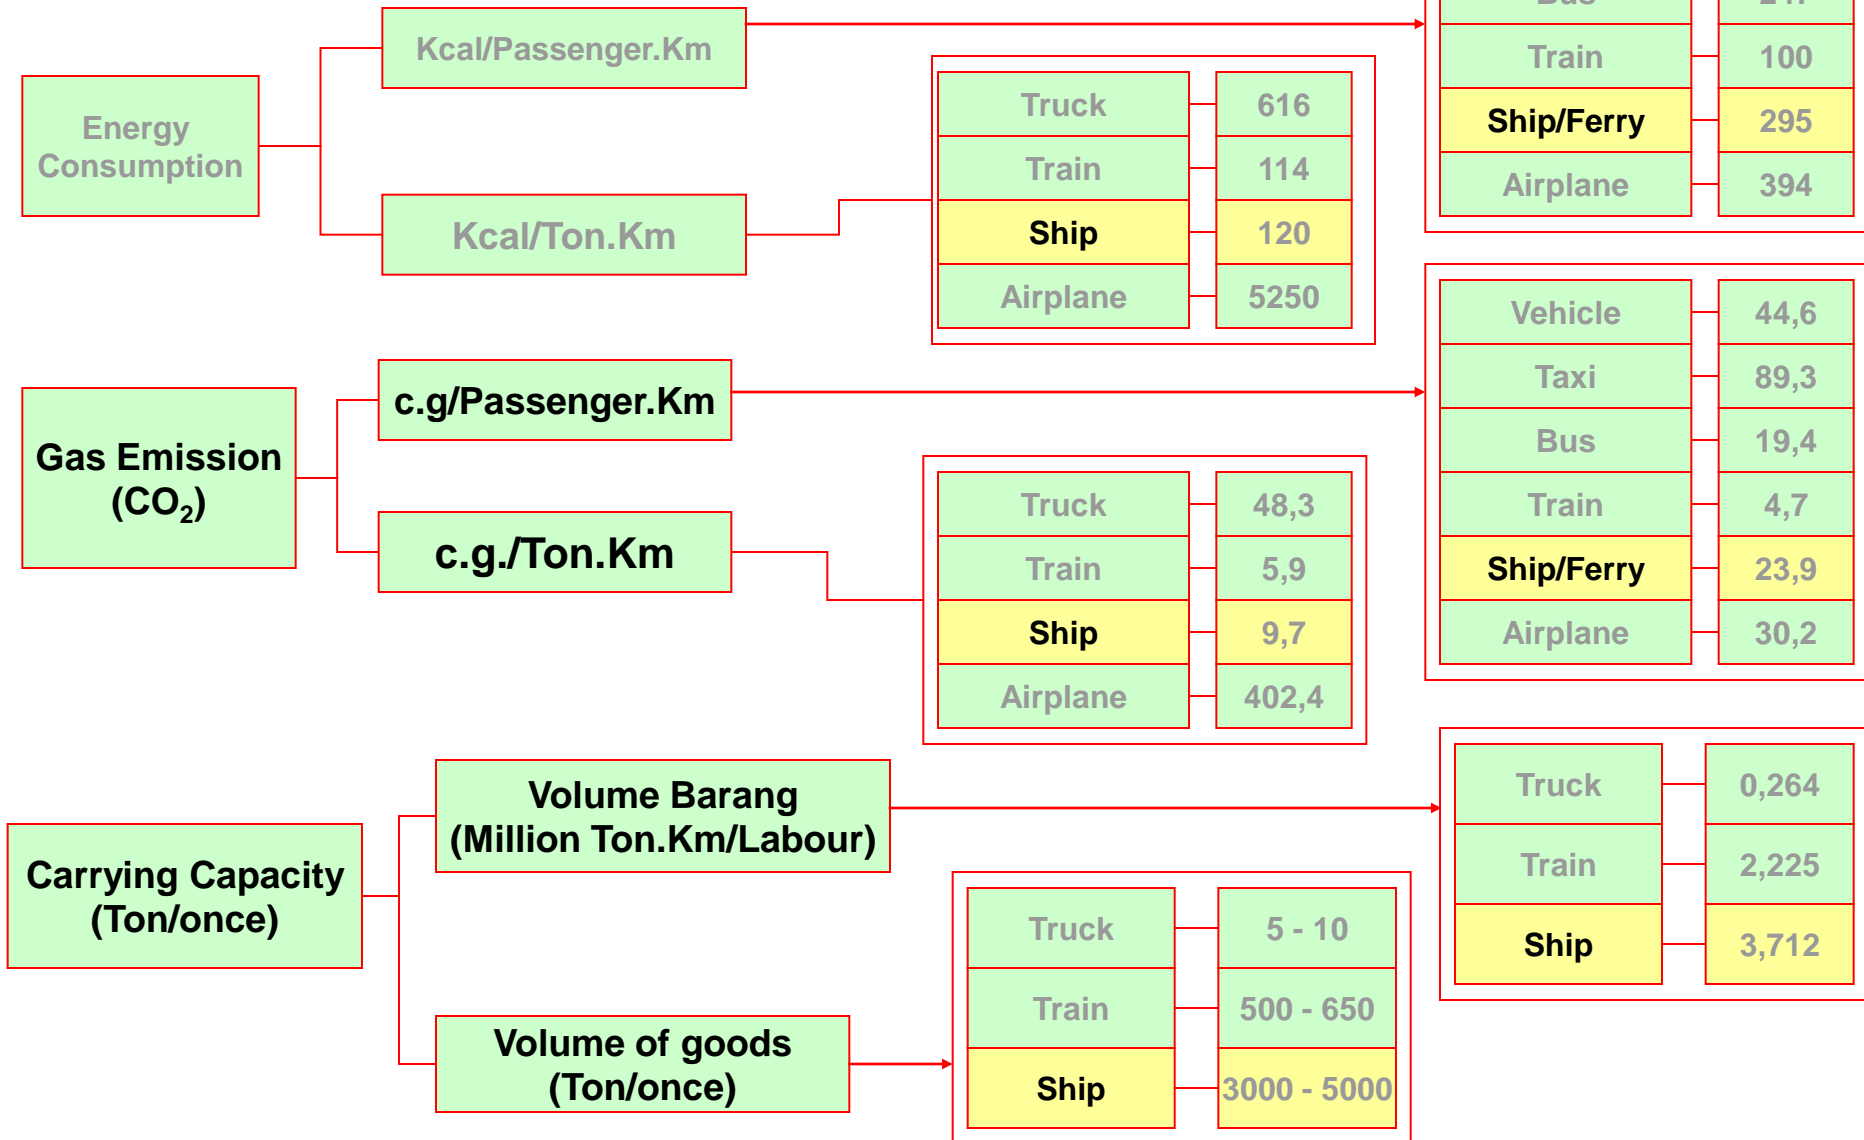 Kcal/Passenger.Km
Energy
Consumption
Kcal/Ton.Km
Train 100
Ship/Ferry 295
Airplane 394
Truck 616
Train 114
Ship 120
Airplane 5250
Gas Emission
(CO₂)
c.g/Passenger.Km
c.g./Ton.Km
Vehicle 44,6
Taxi 89,3
Bus 19,4
Train 4,7
Ship/Ferry 23,9
Airplane 30,2
Truck 48,3
Train 5,9
Ship 9,7
Airplane 402,4
Carrying Capacity
(Ton/once)
Volume Barang
(Million Ton.Km/Labour)
Truck 0,264
Train 2,225
Ship 3,712
Volume of goods
(Ton/once)
Truck 5 - 10
Train 500 - 650
Ship 3000 - 5000